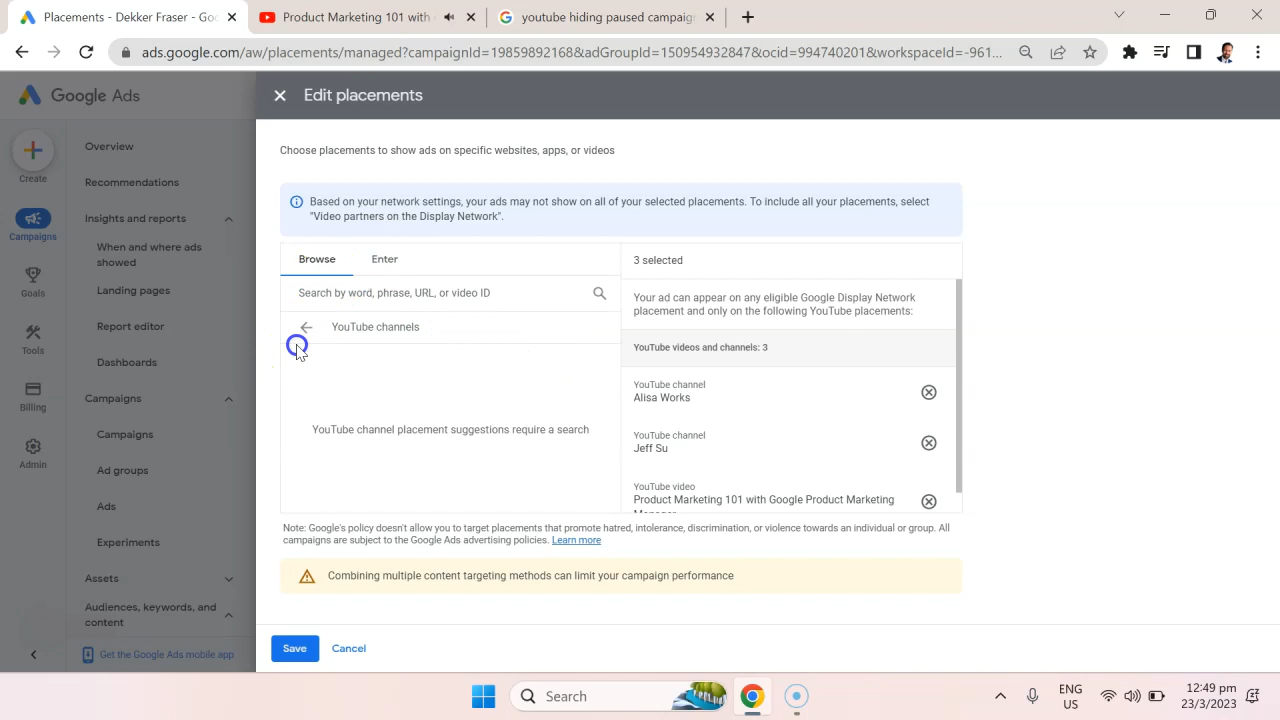 Placements - Dekker Fraser - Goo
Product Marketing 101 with
youtube hiding paused campaign
ads.google.com/aw/placements/managed?campaignId=19859892168&adGroupId=150954932847&ocid=994740201&workspaceId=-961...
Google Ads
Edit placements
Create
Campaigns
Goals
Tools
Billing
Admin
Overview
Recommendations
Insights and reports
When and where ads
showed
Landing pages
Report editor
Dashboards
Campaigns
Campaigns
Ad groups
Ads
Experiments
Assets
Audiences, keywords, and
content
Get the Google Ads mobile app
Choose placements to show ads on specific websites, apps, or videos
Based on your network settings, your ads may not show on all of your selected placements. To include all your placements, select
"Video partners on the Display Network".
Browse
Enter
Search by word, phrase, URL, or video ID
YouTube channels
YouTube channel placement suggestions require a search
3 selected
Your ad can appear on any eligible Google Display Network
placement and only on the following YouTube placements:
YouTube videos and channels: 3
YouTube channel
Alisa Works
YouTube channel
Jeff Su
YouTube video
Product Marketing 101 with Google Product Marketing
Manager
Note: Google's policy doesn't allow you to target placements that promote hatred, intolerance, discrimination, or violence towards an individual or group. All
campaigns are subject to the Google Ads advertising policies. Learn more
Combining multiple content targeting methods can limit your campaign performance
Save
Cancel
Search
ENG
US
12:49 pm
23/3/2023